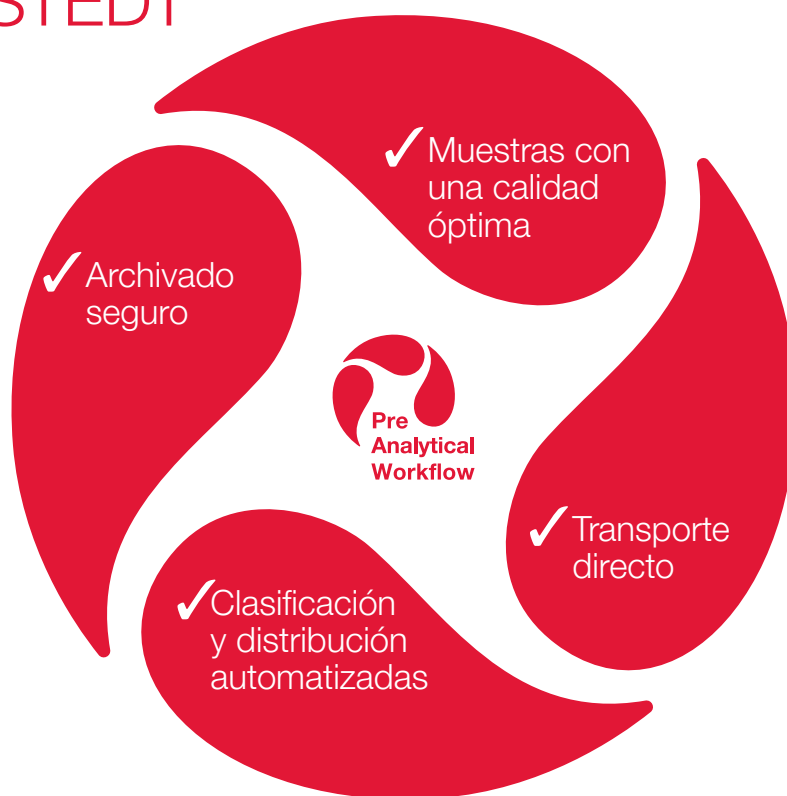 STEDT
✓ Muestras con
una calidad
óptima
✓ Archivado
seguro
Pre
Analytical
Workflow
✓ Transporte
directo
✓ Clasificación
y distribución
automatizadas